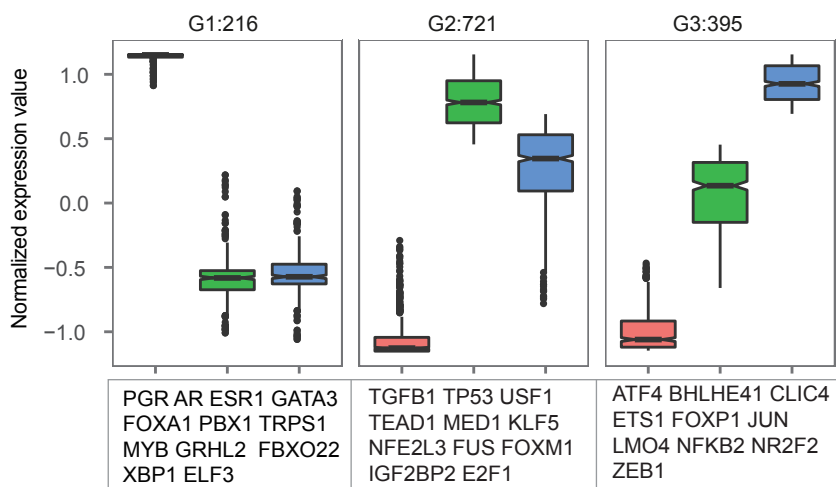 G1:216 G2:721 G3:395
Normalized expression value
1.0
0.5
0.0
−0.5
−1.0
PGR AR ESR1 GATA3
FOXA1 PBX1 TRPS1
MYB GRHL2 FBXO22
XBP1 ELF3
TGFB1 TP53 USF1
TEAD1 MED1 KLF5
NFE2L3 FUS FOXM1
IGF2BP2 E2F1
ATF4 BHLHE41 CLIC4
ETS1 FOXP1 JUN
LMO4 NFKB2 NR2F2
ZEB1